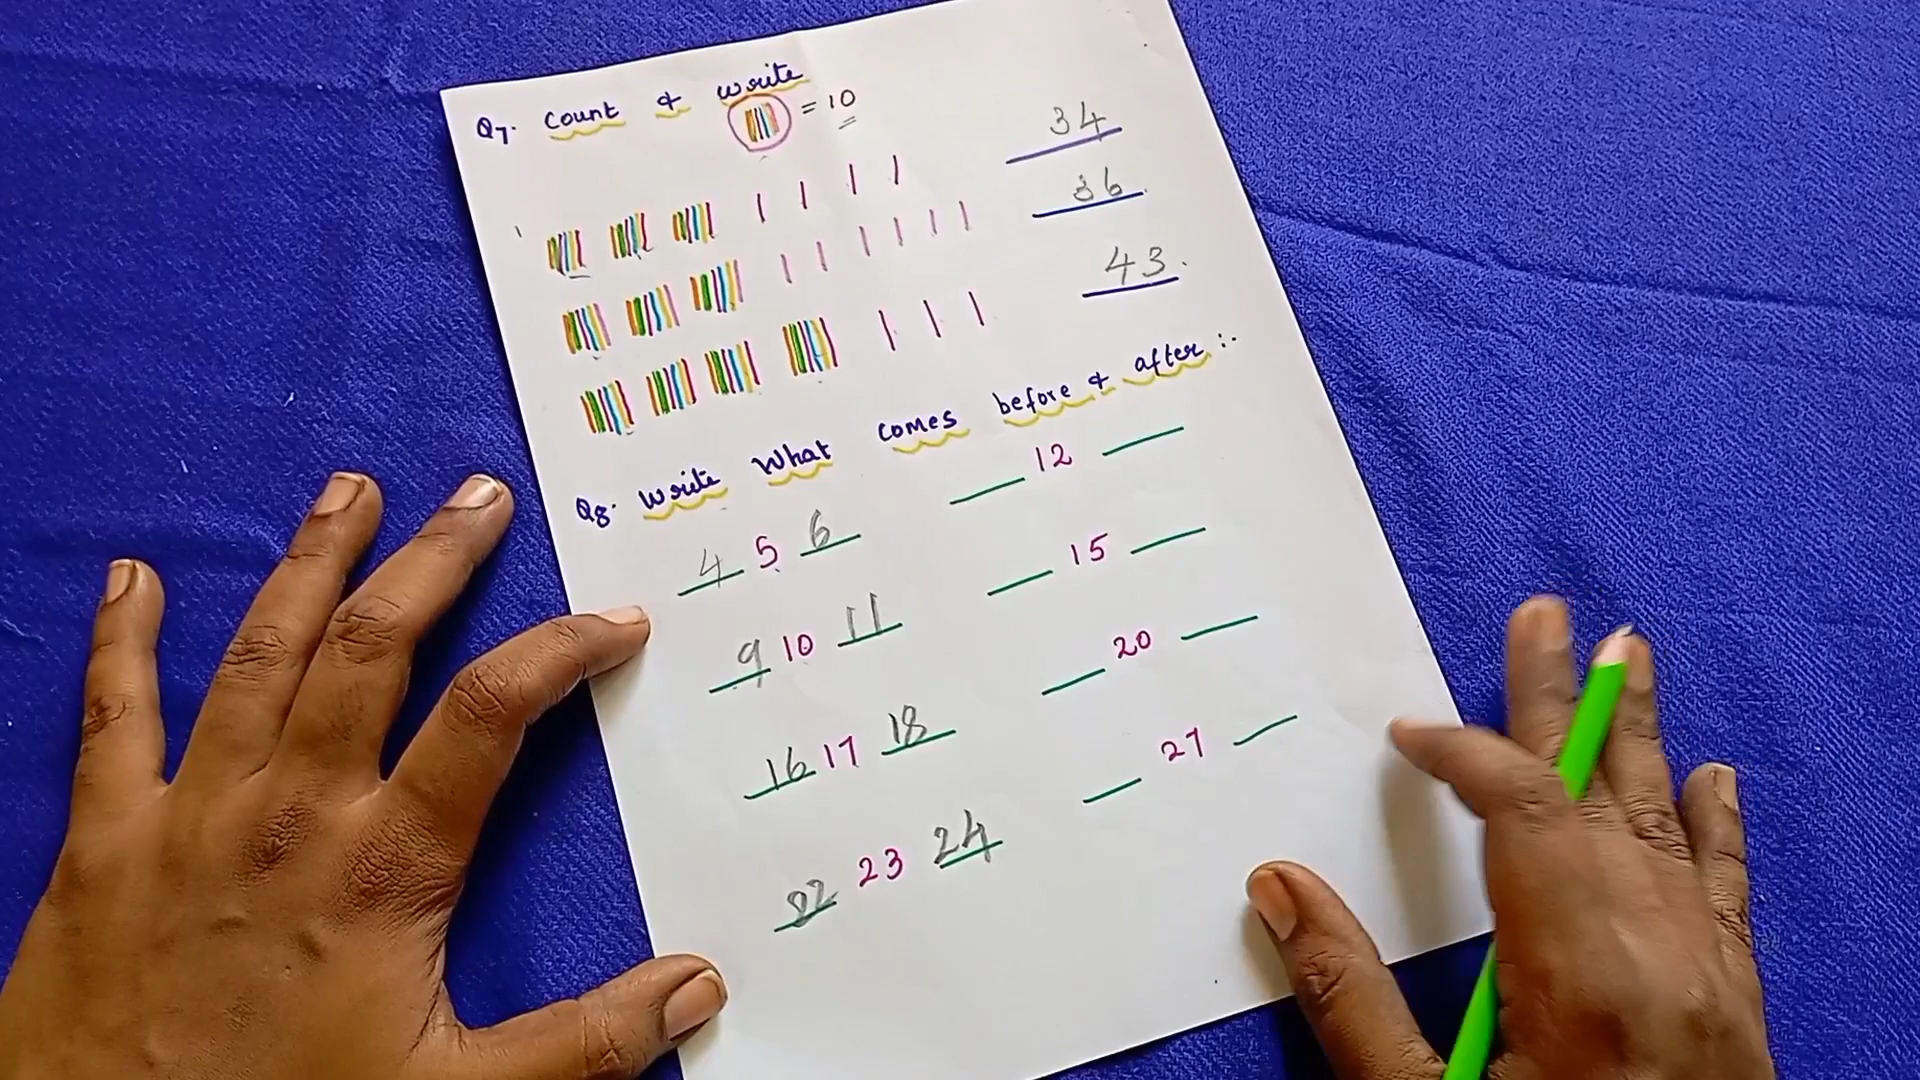 Q7. Count & write
= 10
34
36
43.
Q8. Write What comes before & after :-
4 5 6
12
9 10 11
15
16 17 18
20
22 23 24
27